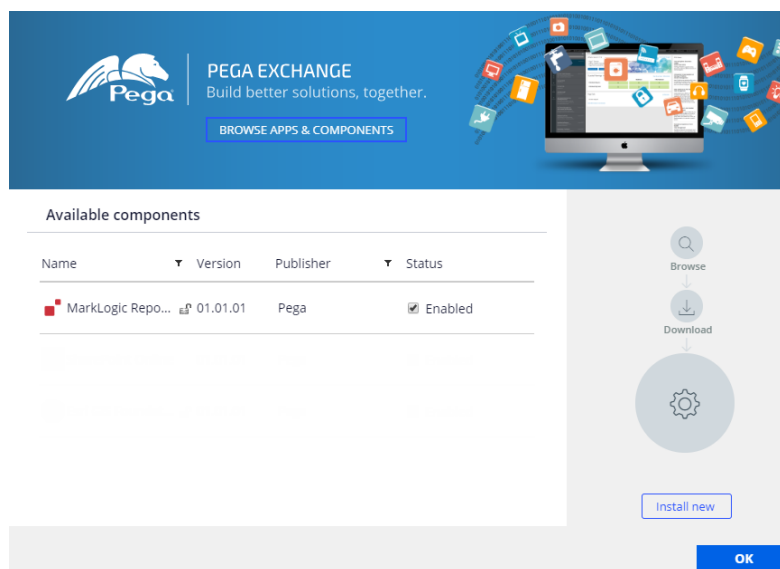 Pega
PEGA EXCHANGE
Build better solutions, together.
BROWSE APPS & COMPONENTS
Available components
Name Version Publisher Status
MarkLogic Repo... 01.01.01 Pega Enabled
Browse
Download
Install new
OK